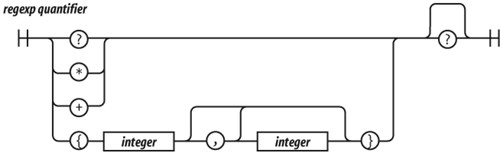 regexp quantifier
? ?
*
+
{ integer , integer }